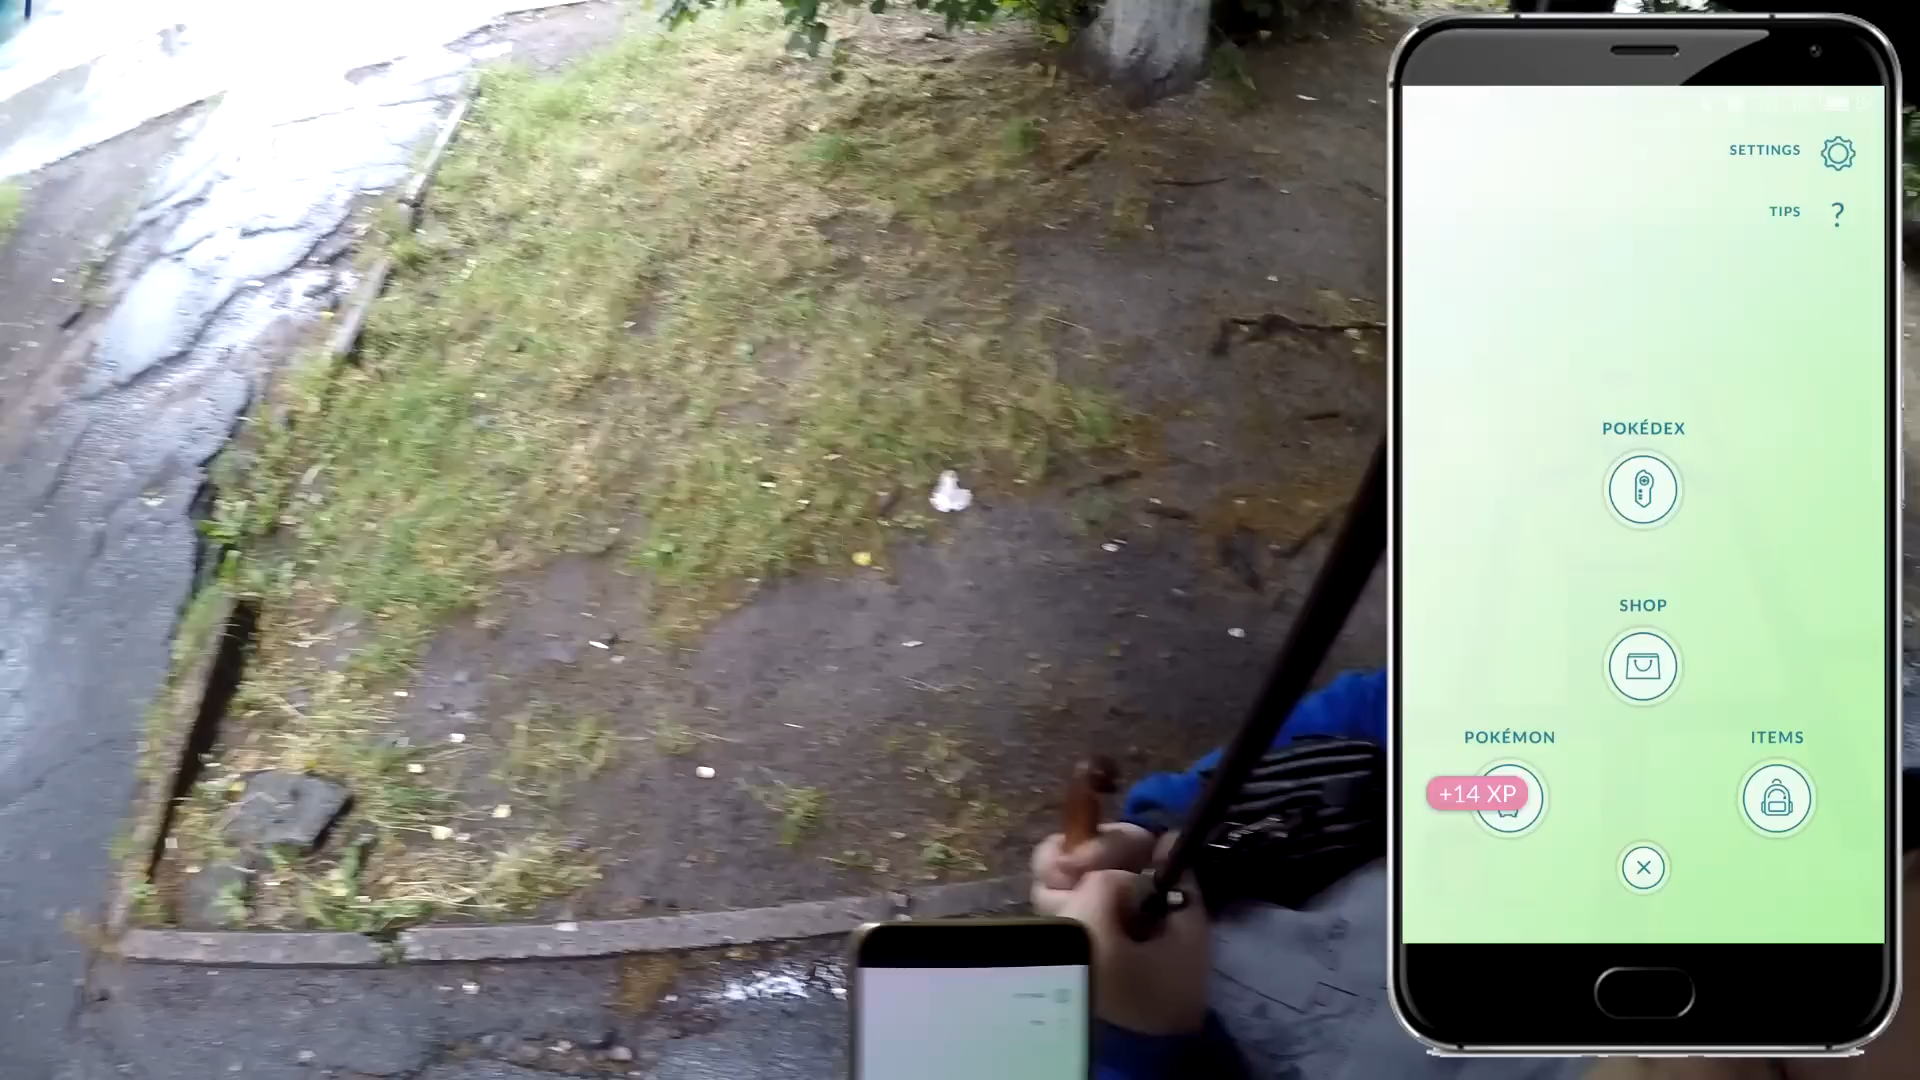 SETTINGS
TIPS
?
POKÉDEX
SHOP
POKÉMON
ITEMS
+14 XP